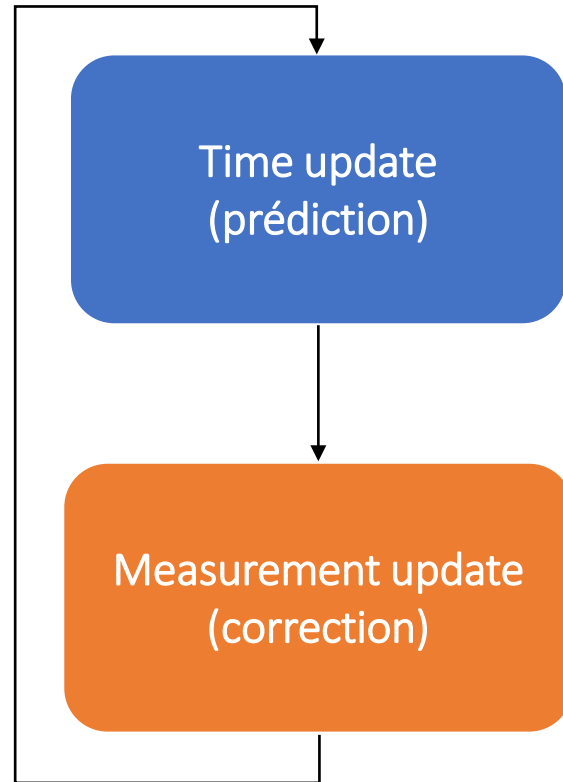 Time update
(prédiction)
Measurement update
(correction)